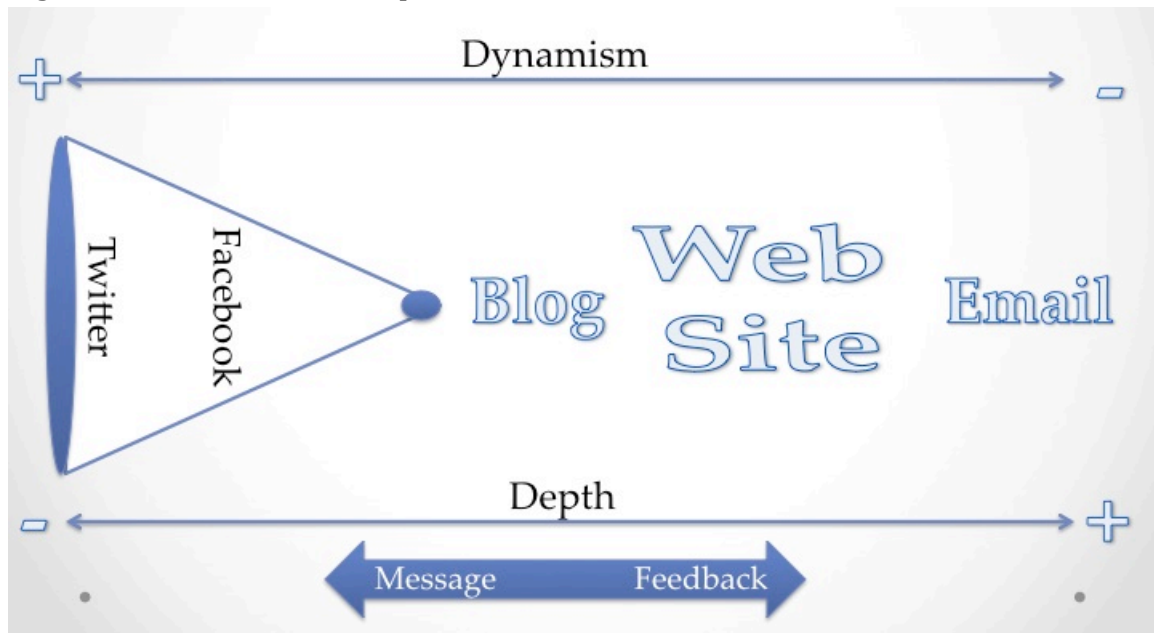 Dynamism
+
-
Twitter
Facebook
Blog
Web
Site
Email
Depth
-
+
Message
Feedback